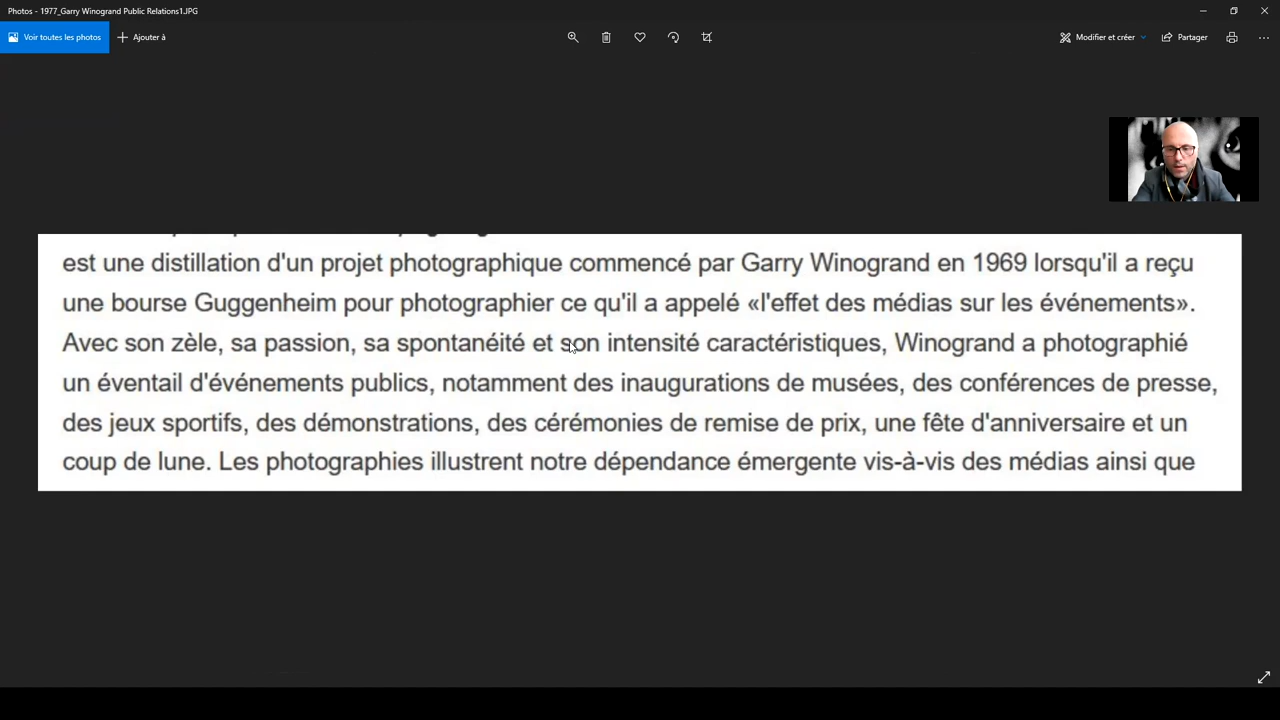 Photos - 1977_Garry Winogrand Public Relations1.JPG
Voir toutes les photos
Ajouter à
Modifier et créer
Partager
est une distillation d'un projet photographique commencé par Garry Winogrand en 1969 lorsqu'il a reçu
une bourse Guggenheim pour photographier ce qu'il a appelé «l'effet des médias sur les événements».
Avec son zèle, sa passion, sa spontanéité et son intensité caractéristiques, Winogrand a photographié
un éventail d'événements publics, notamment des inaugurations de musées, des conférences de presse,
des jeux sportifs, des démonstrations, des cérémonies de remise de prix, une fête d'anniversaire et un
coup de lune. Les photographies illustrent notre dépendance émergente vis-à-vis des médias ainsi que